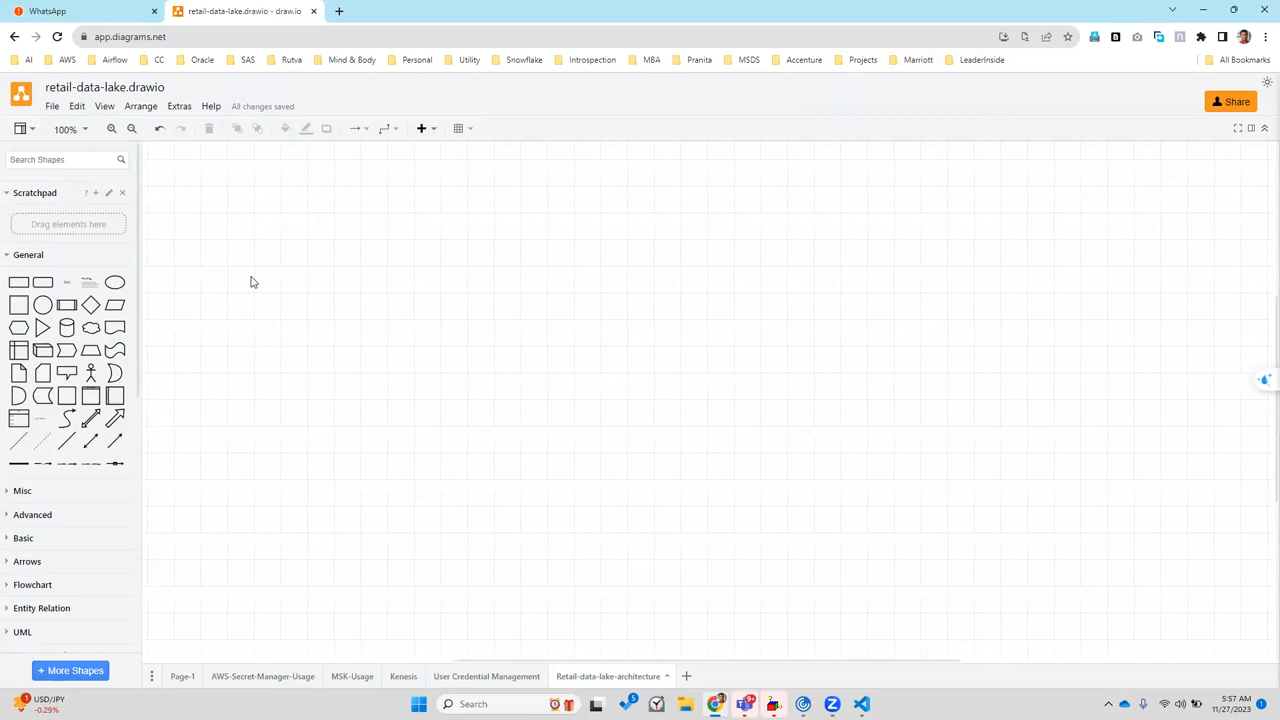 WhatsApp
retail-data-lake.drawio - draw.io
app.diagrams.net
AI AWS Airflow CC Oracle SAS Rutva Mind & Body Personal Utility Snowflake Introspection MBA Pranita MSDS Accenture Projects Marriott LeaderInside All Bookmarks
retail-data-lake.drawio
File Edit View Arrange Extras Help All changes saved
Share
100%
Search Shapes
Scratchpad ?
Drag elements here
General
Misc
Advanced
Basic
Arrows
Flowchart
Entity Relation
UML
+ More Shapes
Page-1 AWS-Secret-Manager-Usage MSK-Usage Kenesis User Credential Management Retail-data-lake-architecture
1 USD/JPY
-0.29%
Search
5
9+
5:57 AM
11/27/2023
1